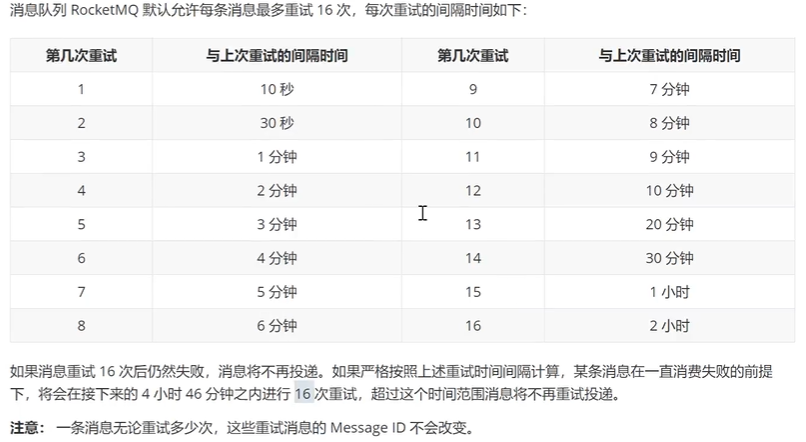 消息队列 RocketMQ 默认允许每条消息最多重试 16 次，每次重试的间隔时间如下：
第几次重试 与上次重试的间隔时间 第几次重试 与上次重试的间隔时间
1 10 秒 9 7 分钟
2 30 秒 10 8 分钟
3 1 分钟 11 9 分钟
4 2 分钟 12 10 分钟
5 3 分钟 13 20 分钟
6 4 分钟 14 30 分钟
7 5 分钟 15 1 小时
8 6 分钟 16 2 小时
如果消息重试 16 次后仍然失败，消息将不再投递。如果严格按照上述重试时间间隔计算，某条消息在一直消费失败的前提
下，将会在接下来的 4 小时 46 分钟之内进行 16 次重试，超过这个时间范围消息将不再重试投递。
注意： 一条消息无论重试多少次，这些重试消息的 Message ID 不会改变。